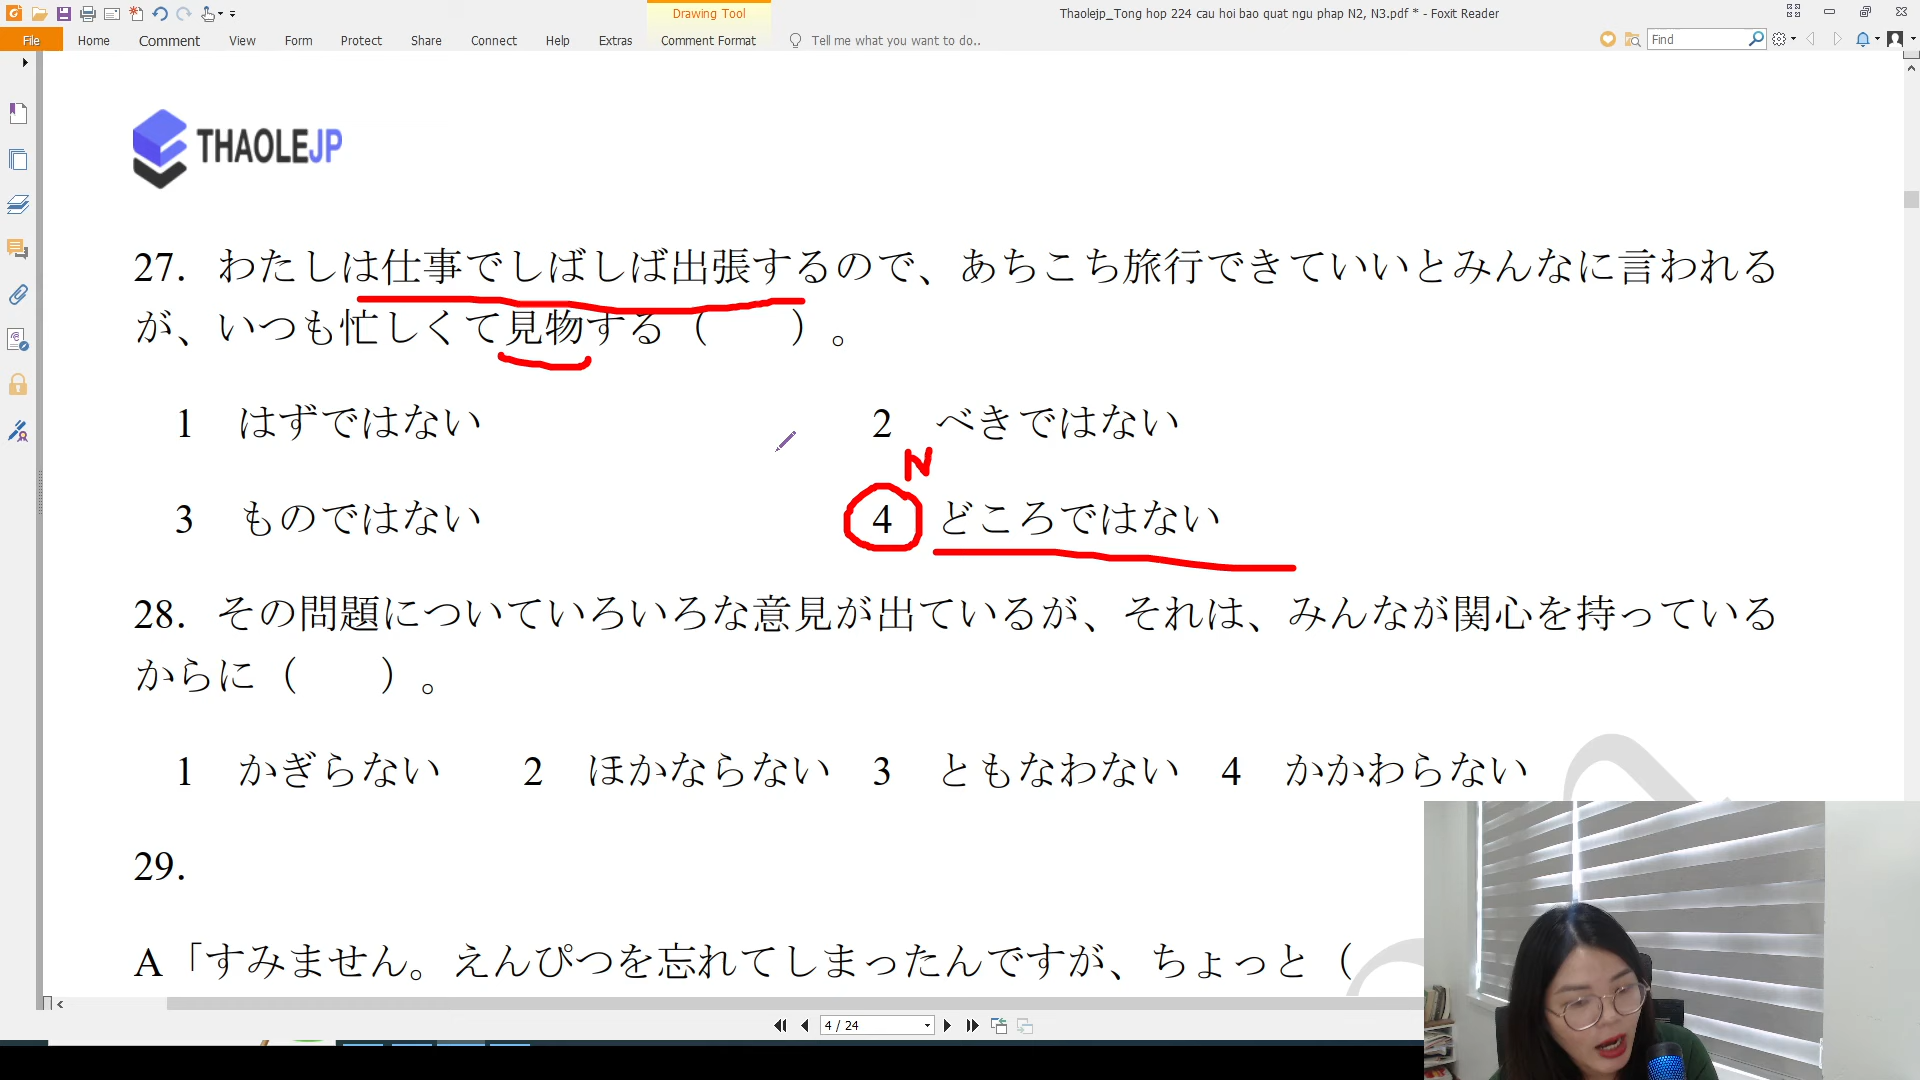 Drawing Tool
Thaolejp_Tong hop 224 cau hoi bao quat ngu phap N2, N3.pdf * - Foxit Reader
File Home Comment View Form Protect Share Connect Help Extras Comment Format Tell me what you want to do.. Find
THAOLEJP
27. わたしは仕事でしばしば出張するので、あちこち旅行できていいとみんなに言われる
が、いつも忙しくて見物する（　　）。
1 はずではない 2 べきではない
N
3 ものではない 4 どころではない
28. その問題についていろいろな意見が出ているが、それは、みんなが関心を持っている
からに（　　）。
1 かぎらない 2 ほかならない 3 ともなわない 4 かかわらない
29.
A「すみません。えんぴつを忘れてしまったんですが、ちょっと（
4 / 24